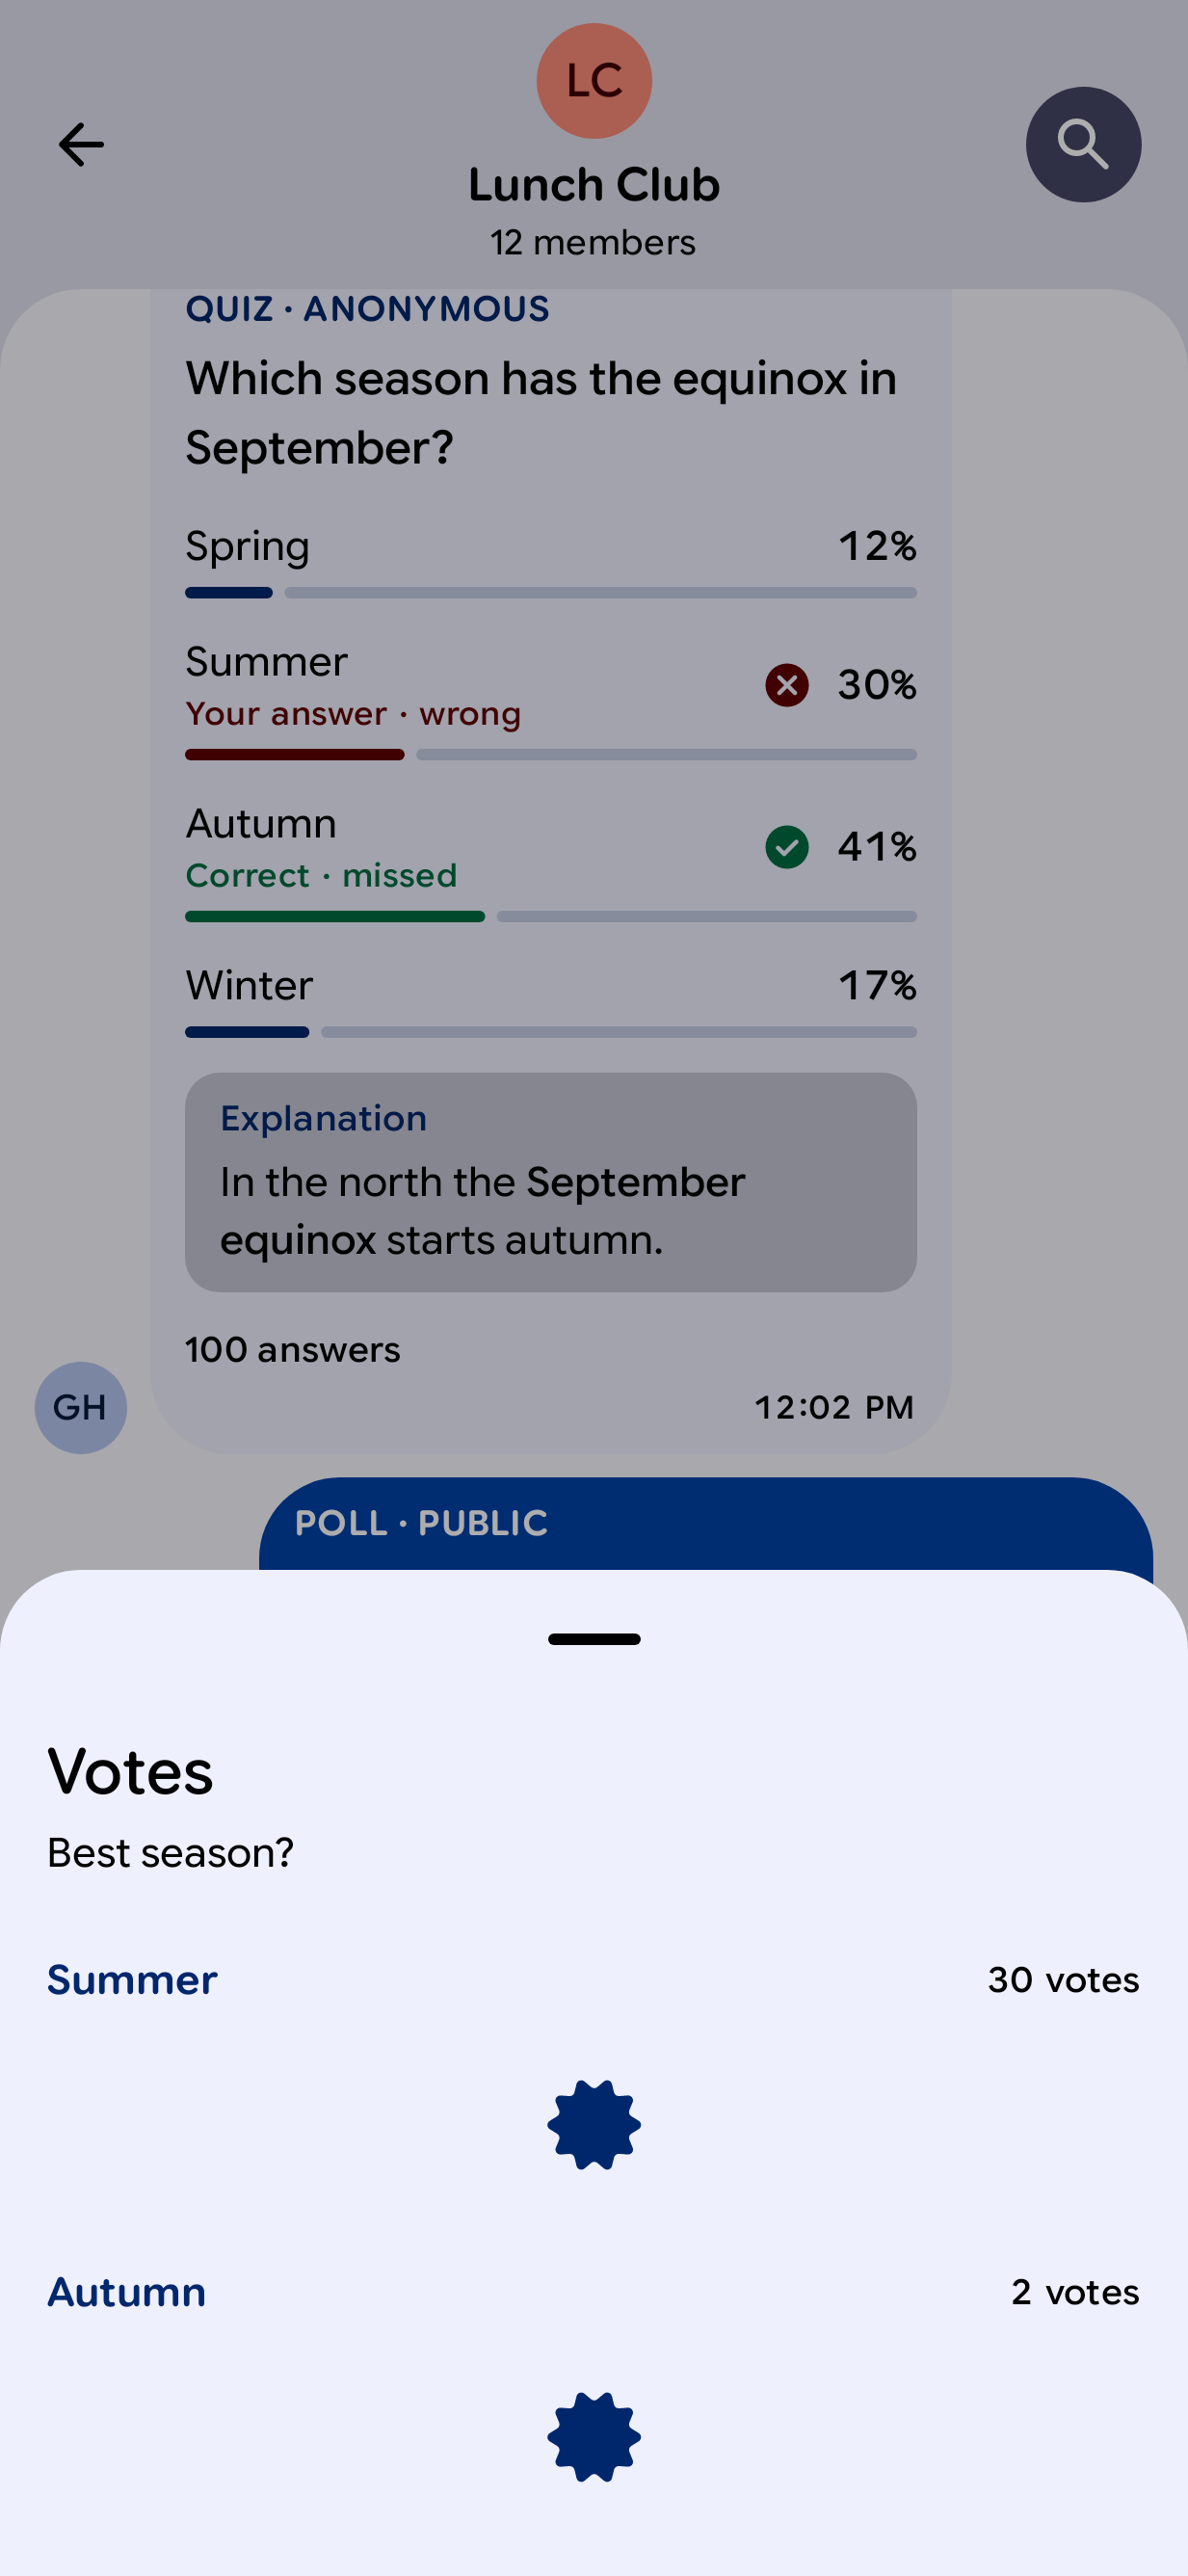 LC
Lunch Club
12 members
QUIZ · ANONYMOUS
Which season has the equinox in
September?
Spring 12%
Summer 30%
Your answer · wrong
Autumn 41%
Correct · missed
Winter 17%
Explanation
In the north the September
equinox starts autumn.
100 answers
GH
12:02 PM
POLL · PUBLIC
Votes
Best season?
Summer 30 votes
Autumn 2 votes